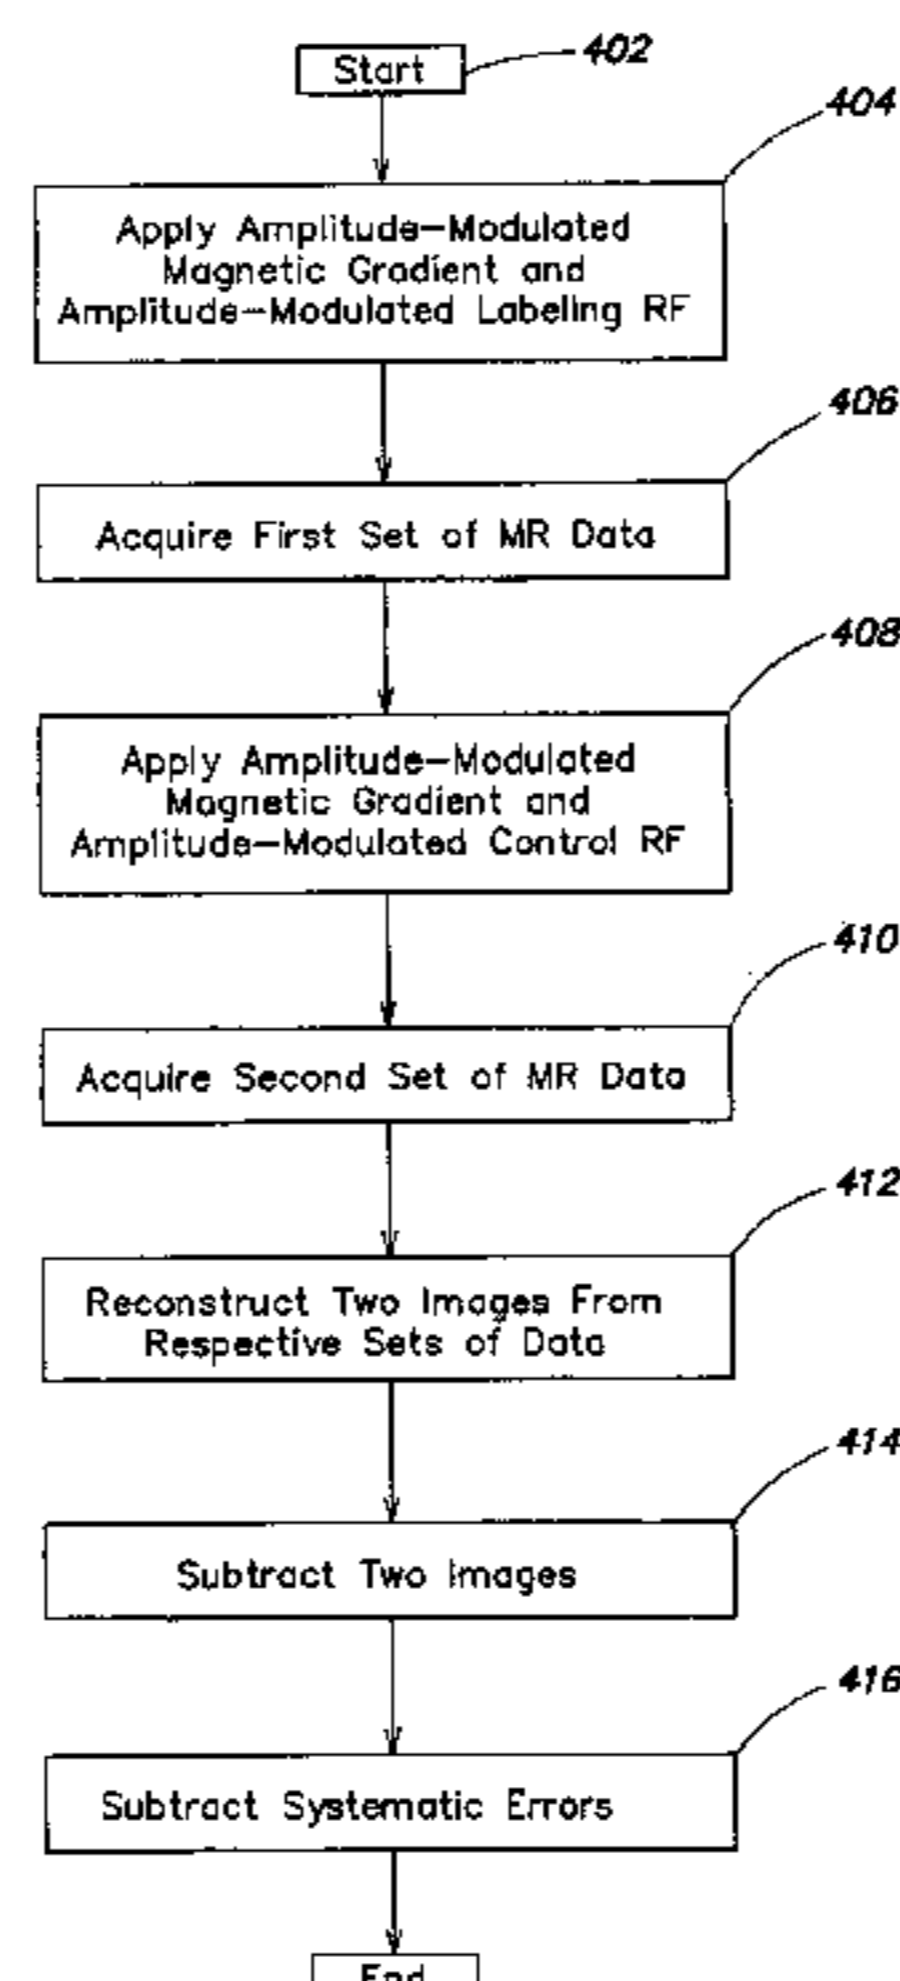 Start
402
404
Apply Amplitude-Modulated
Magnetic Gradient and
Amplitude-Modulated Labeling RF
406
Acquire First Set of MR Data
408
Apply Amplitude-Modulated
Magnetic Gradient and
Amplitude-Modulated Control RF
410
Acquire Second Set of MR Data
412
Reconstruct Two Images From
Respective Sets of Data
414
Subtract Two Images
416
Subtract Systematic Errors
End